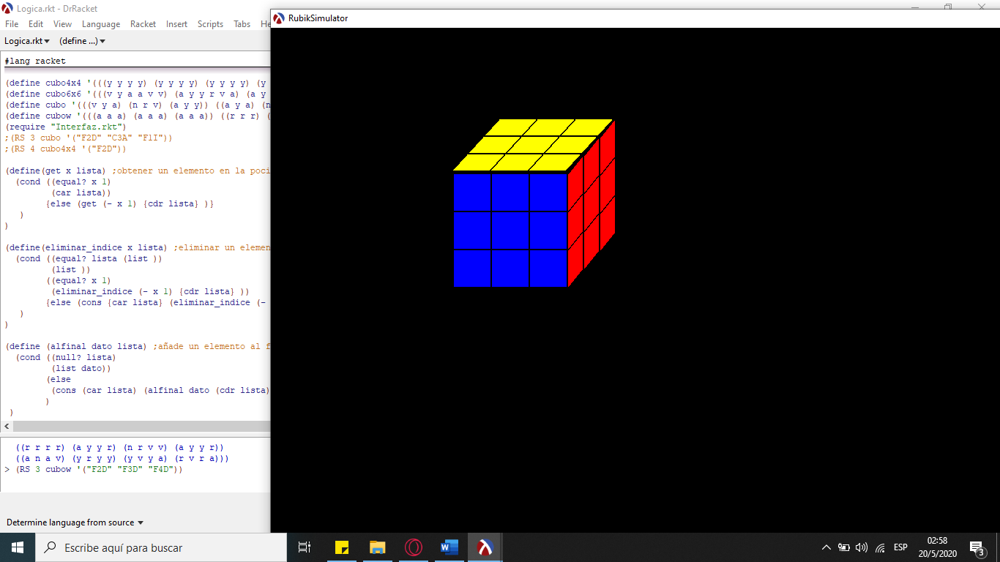 Logica.rkt - DrRacket
RubikSimulator
File Edit View Language Racket Insert Scripts Tabs He
Logica.rkt (define ...)
#lang racket
(define cubo4x4 '(((y y y y) (y y y y) (y y y y) (y
(define cubo6x6 '(((v y a a v v) (a y y r v a) (a y
(define cubo '(((v y a) (n r v) (a y y)) ((a y a) (n
(define cubow '(((a a a) (a a a) (a a a)) ((r r r) (
(require "Interfaz.rkt")
;(RS 3 cubo '("F2D" "C3A" "F1I"))
;(RS 4 cubo4x4 '("F2D"))
(define(get x lista) ;obtener un elemento en la poci
(cond ((equal? x 1)
(car lista))
{else (get (- x 1) {cdr lista} )}
)
)
(define(eliminar_indice x lista) ;eliminar un elemen
(cond ((equal? lista (list ))
(list ))
((equal? x 1)
(eliminar_indice (- x 1) {cdr lista} ))
{else (cons {car lista} (eliminar_indice (-
)
)
(define (alfinal dato lista) ;añade un elemento al f
(cond ((null? lista)
(list dato))
(else
(cons (car lista) (alfinal dato (cdr lista)
)
)
((r r r r) (a y y r) (n r v v) (a y y r))
((a n a v) (y r y y) (y v y a) (r v r a)))
> (RS 3 cubow '("F2D" "F3D" "F4D"))
Determine language from source
Escribe aquí para buscar
ESP
02:58
20/5/2020
3